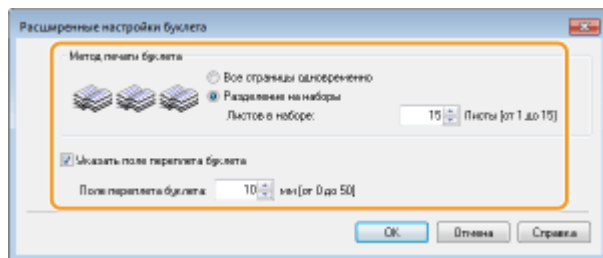 Расширенные настройки буклета
Метод печати буклета
Все страницы одновременно
Разделение на наборы
Листов в наборе: 15 Листы [от 1 до 15]
Указать поле переплета буклета
Поле переплета буклета: 10 мм [от 0 до 50]
OK Отмена Справка